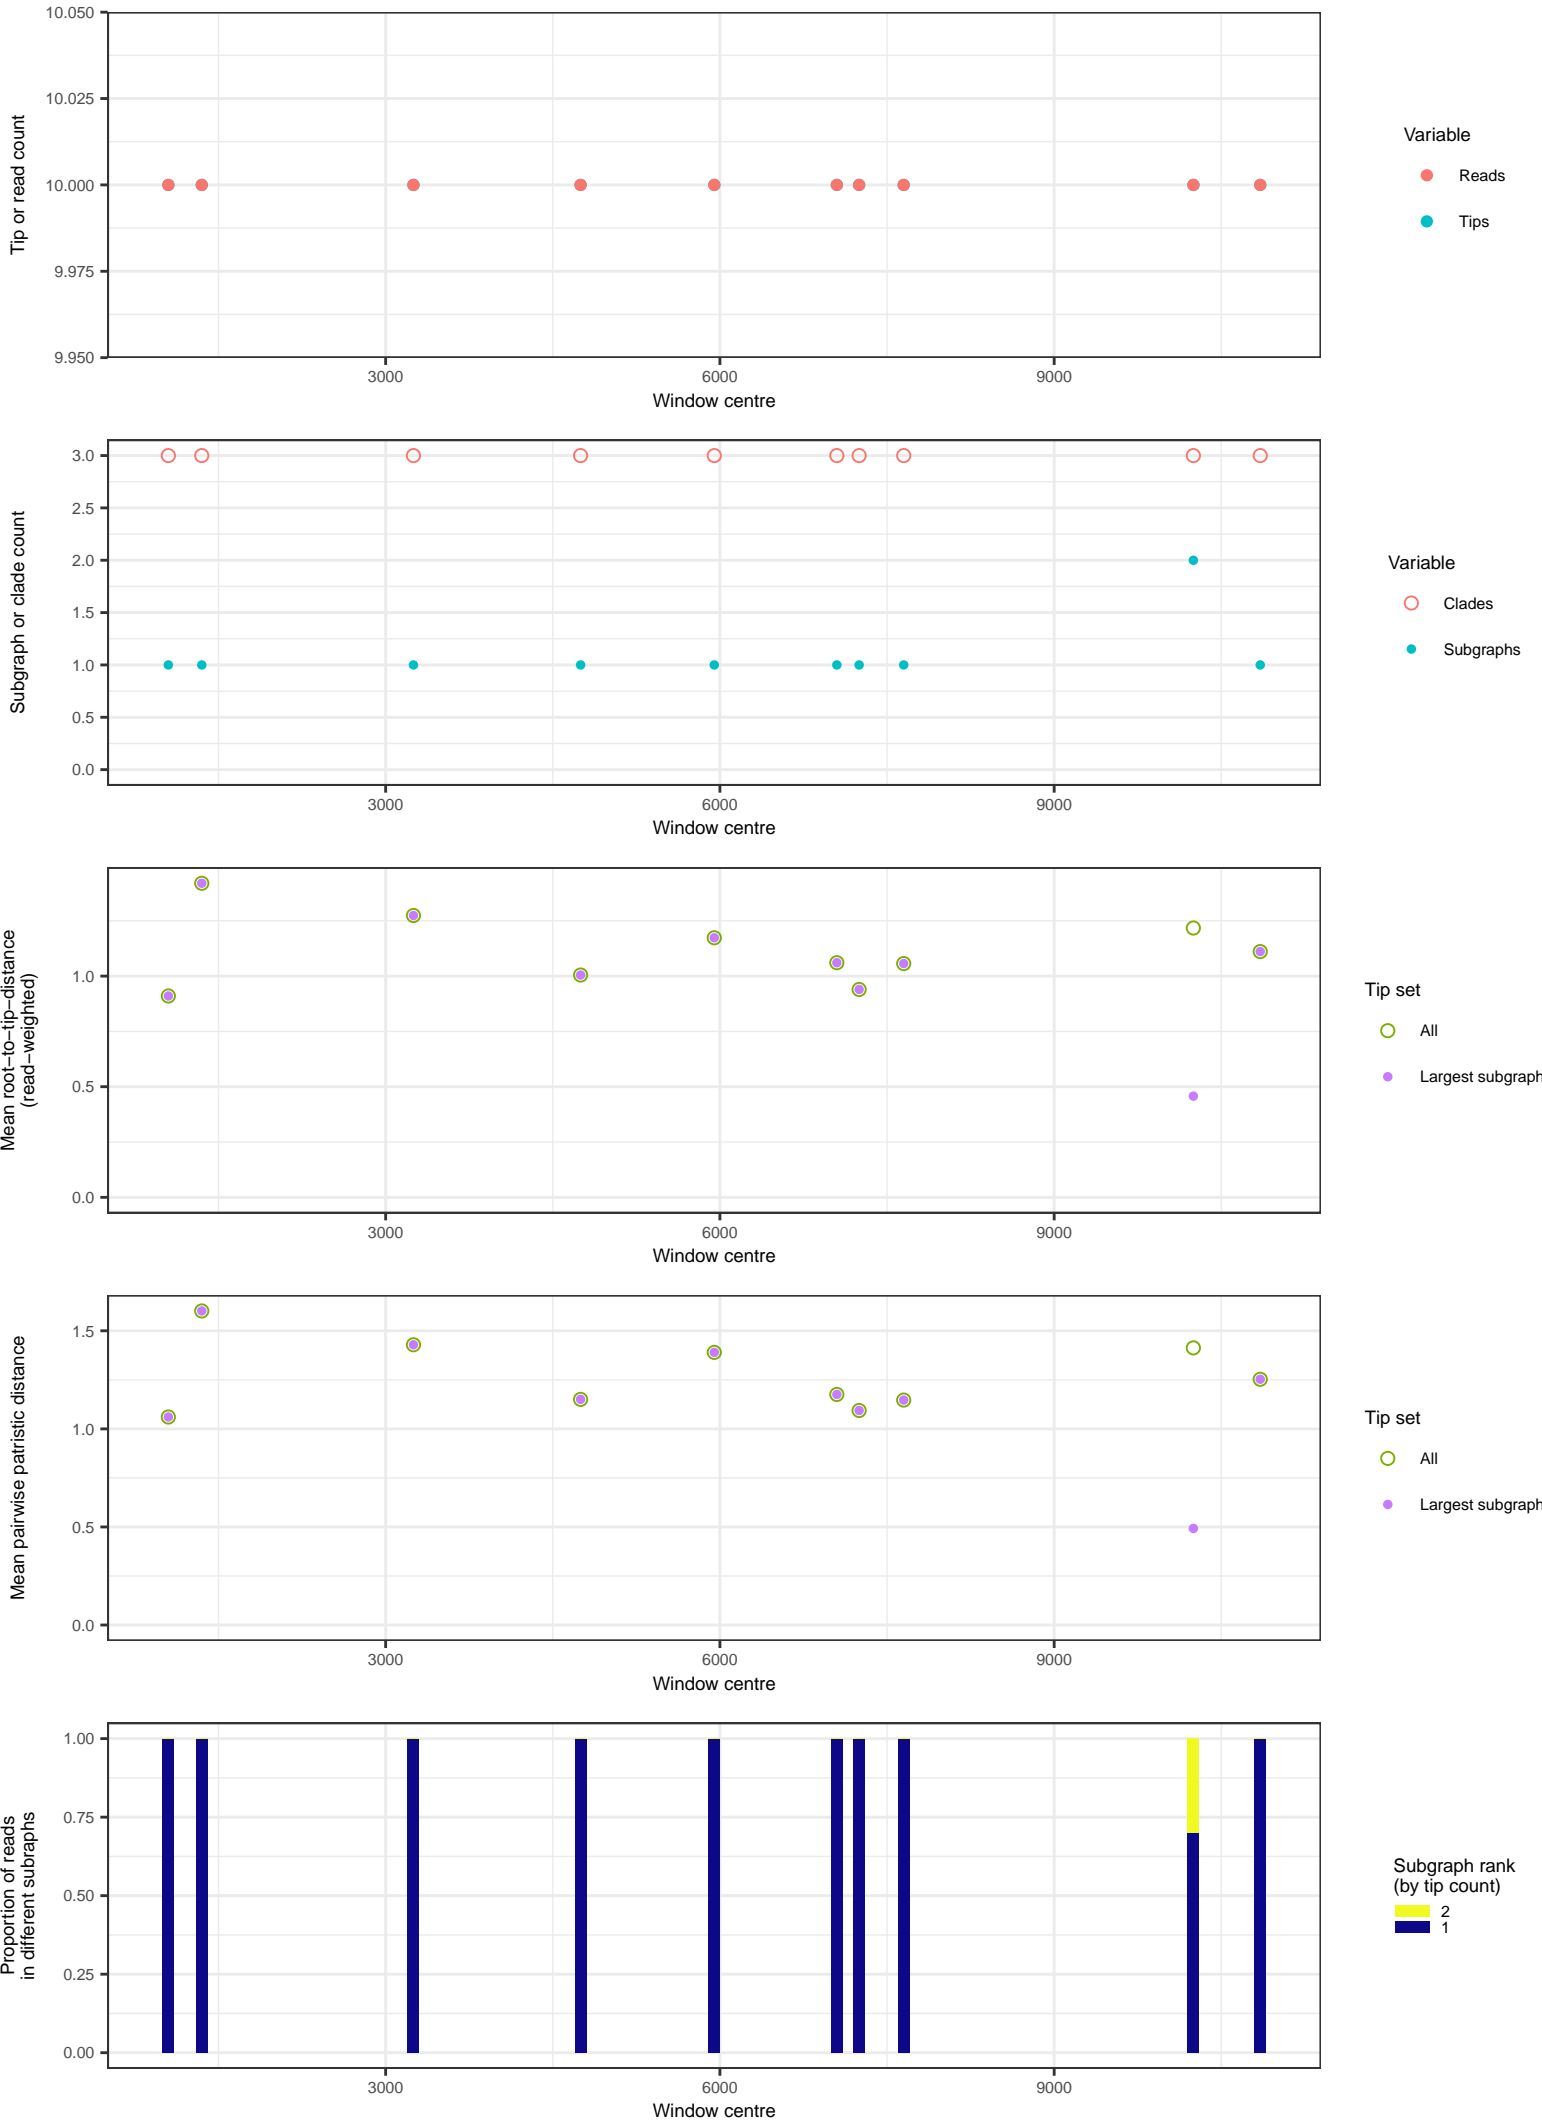 10.050
10.025
10.000
9.975
9.950
Tip or read count
3000
6000
9000
Window centre
Variable
Reads
Tips
3.0
2.5
2.0
1.5
1.0
0.5
0.0
Subgraph or clade count
3000
6000
9000
Window centre
Variable
Clades
Subgraphs
1.0
0.5
0.0
Mean root−to−tip−distance
(read−weighted)
3000
6000
9000
Window centre
Tip set
All
Largest subgraph
1.5
1.0
0.5
0.0
Mean pairwise patristic distance
3000
6000
9000
Window centre
Tip set
All
Largest subgraph
1.00
0.75
0.50
0.25
0.00
Proportion of reads
in different subraphs
3000
6000
9000
Window centre
Subgraph rank
(by tip count)
2
1